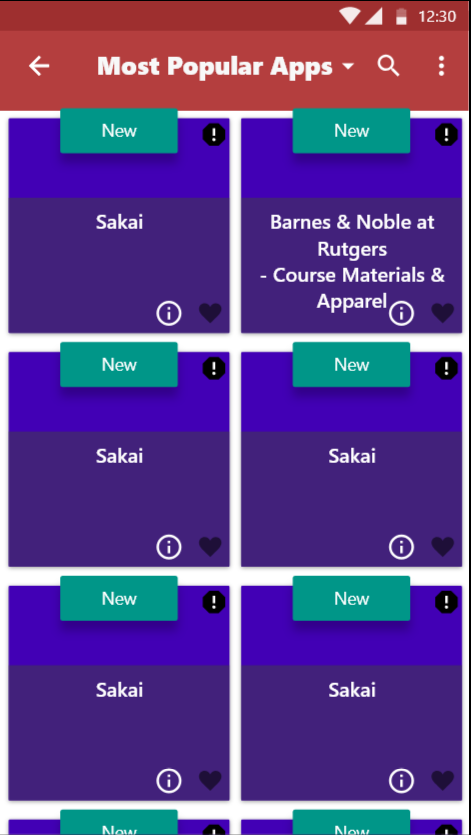 12:30
Most Popular Apps
New
New
Sakai
Barnes & Noble at
Rutgers
- Course Materials &
Apparel
New
New
Sakai
Sakai
New
New
Sakai
Sakai
New
New